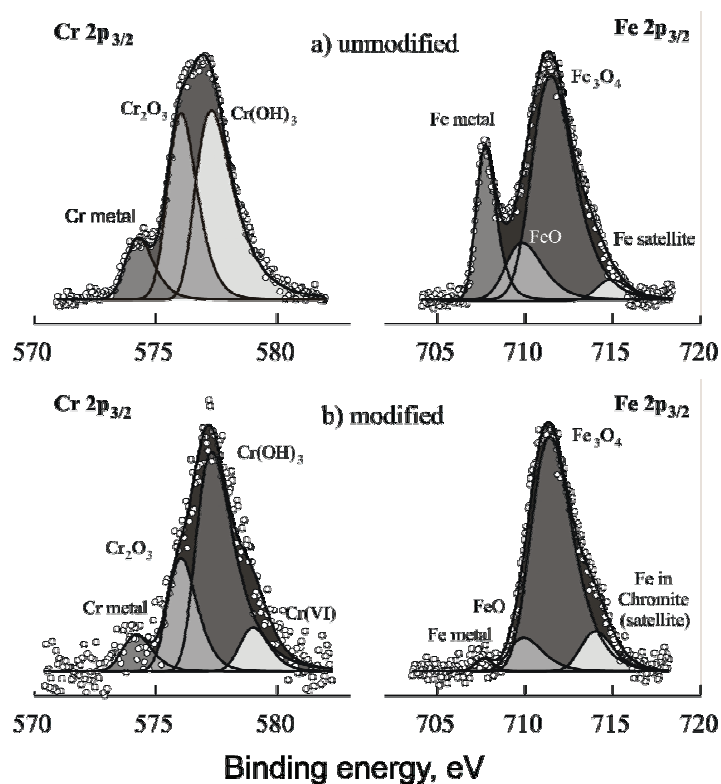 Cr 2p3/2 a) unmodified Fe 2p3/2
Cr2O3 Cr(OH)3 Cr metal
Fe metal Fe3O4 FeO Fe satellite
570 575 580 705 710 715 720
Cr 2p3/2 b) modified Fe 2p3/2
Cr(OH)3 Cr2O3 Cr metal Cr(VI)
Fe3O4 FeO Fe metal
Fe in
Chromite
(satellite)
570 575 580 705 710 715 720
Binding energy, eV